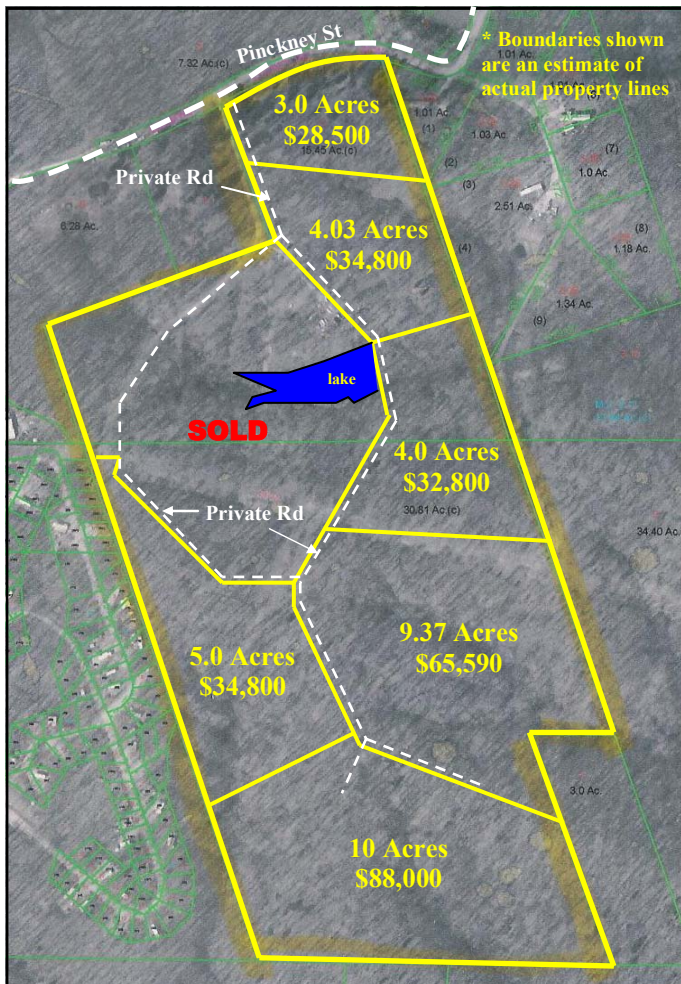 Pinckney St
* Boundaries shown
are an estimate of
actual property lines
7.32 Ac.(c)
1.01 Ac.
3.0 Acres
$28,500
15.45 Ac.(c)
1.01 Ac.
(1)
1.03 Ac.
(2)
(3)
(7)
1.0 Ac.
Private Rd
6.28 Ac.
2.51 Ac.
4.03 Acres
$34,800
(4)
(8)
1.18 Ac.
1.34 Ac.
(9)
lake
SOLD
4.0 Acres
$32,800
Private Rd
30.81 Ac.(c)
34.40 Ac.
9.37 Acres
$65,590
5.0 Acres
$34,800
3.0 Ac.
10 Acres
$88,000